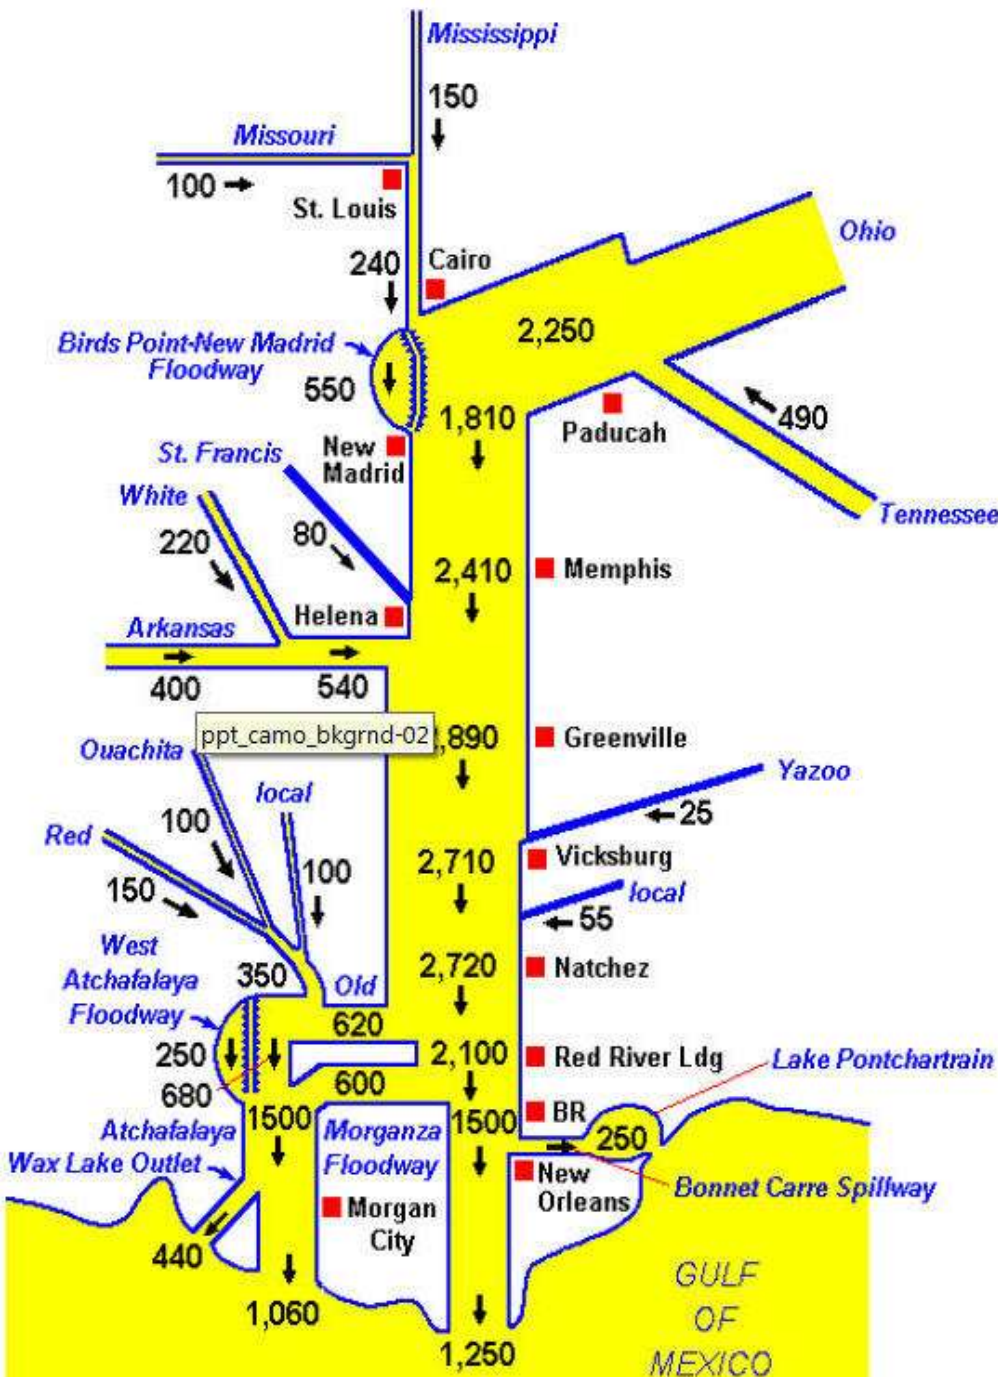 Mississippi
150
Missouri
100
St. Louis
Ohio
240
Cairo
2,250
Birds Point-New Madrid
Floodway
550
1,810
490
Paducah
New
Madrid
St. Francis
White
Tennessee
220
80
2,410
Memphis
Helena
Arkansas
400
540
ppt_camo_bkgrnd-02
,890
Greenville
Ouachita
Yazoo
local
25
Red
100
150
100
2,710
Vicksburg
local
55
West
Atchafalaya
Floodway
350
Old
2,720
Natchez
620
250
2,100
Red River Ldg
Lake Pontchartrain
680
600
1500
1500
BR
Atchafalaya
Morganza
Floodway
250
Wax Lake Outlet
New
Orleans
Bonnet Carre Spillway
Morgan
City
440
1,060
1,250
GULF
OF
MEXICO